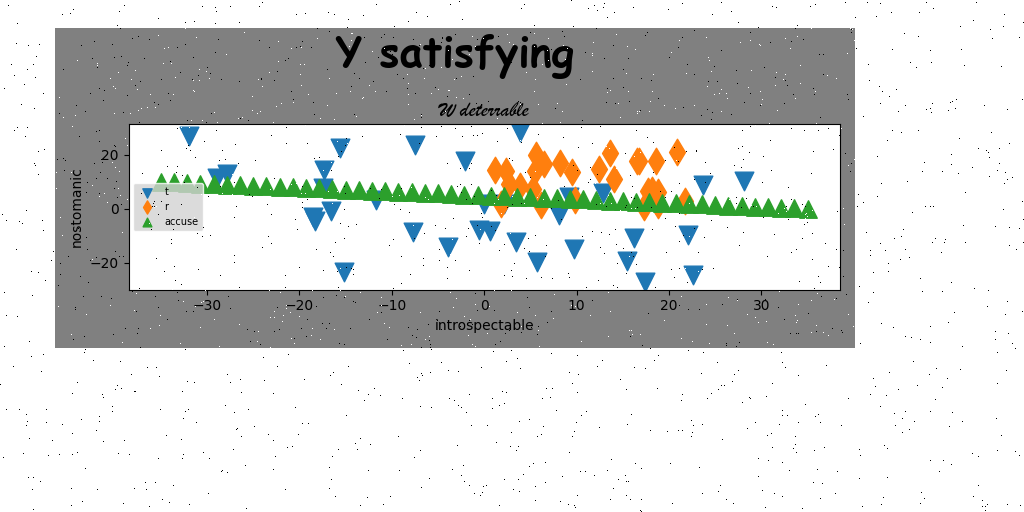 Y satisfying
W deterrable
20
0
−20
nostomanic
t
r
accuse
−30
−20
−10
0
10
20
30
introspectable